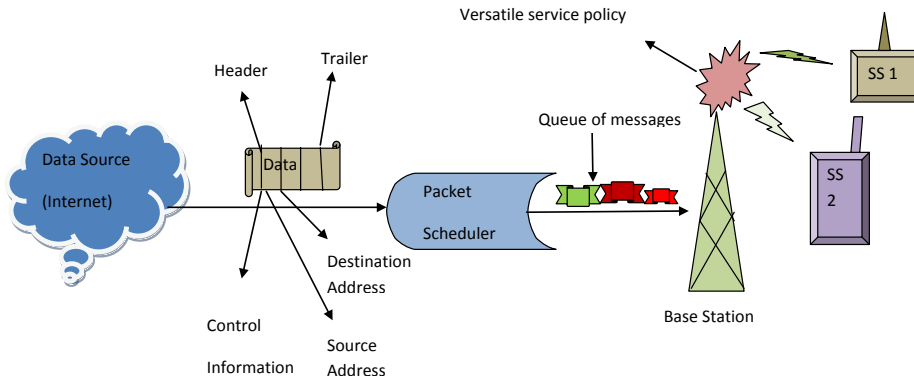 Versatile service policy
Trailer
Header
SS 1
Queue of messages
Data Source
(Internet)
Data
Packet
Scheduler
SS
2
Destination
Address
Control
Information
Source
Address
Base Station